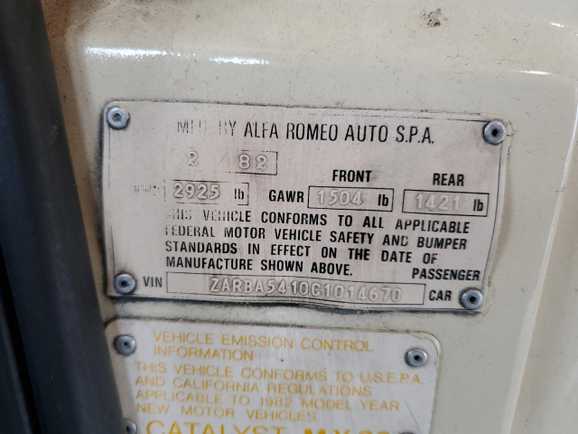 MFD BY ALFA ROMEO AUTO S.P.A.
2 82
FRONT REAR
2925 lb GAWR 1504 lb 1421 lb
THIS VEHICLE CONFORMS TO ALL APPLICABLE
FEDERAL MOTOR VEHICLE SAFETY AND BUMPER
STANDARDS IN EFFECT ON THE DATE OF
MANUFACTURE SHOWN ABOVE. PASSENGER
VIN ZARBA5410C1014670 CAR
VEHICLE EMISSION CONTROL
INFORMATION
THIS VEHICLE CONFORMS TO U.S.E.P.A.
AND CALIFORNIA REGULATIONS
APPLICABLE TO 1982 MODEL YEAR
NEW MOTOR VEHICLES
CATALYST